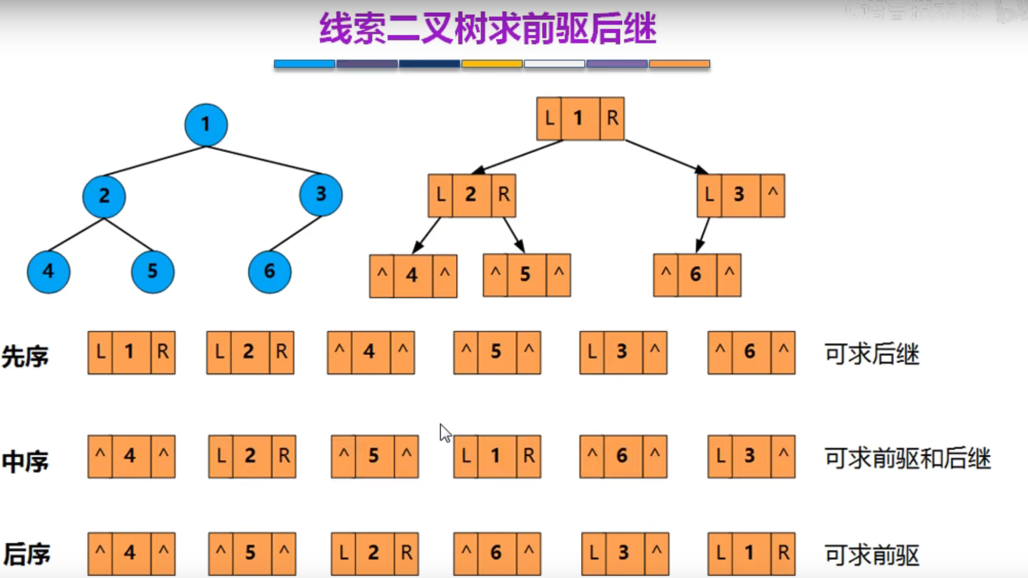 线索二叉树求前驱后继
1
2 3
4 5 6
L 1 R
L 2 R L 3 ^
^ 4 ^ ^ 5 ^ ^ 6 ^
先序 L 1 R L 2 R ^ 4 ^ ^ 5 ^ L 3 ^ ^ 6 ^ 可求后继
中序 ^ 4 ^ L 2 R ^ 5 ^ L 1 R ^ 6 ^ L 3 ^ 可求前驱和后继
后序 ^ 4 ^ ^ 5 ^ L 2 R ^ 6 ^ L 3 ^ L 1 R 可求前驱